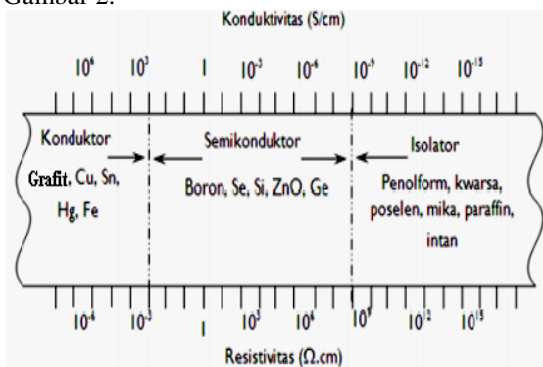 Gambar 2.
Konduktivitas (S/cm)
10⁶ 10³ 1 10⁻³ 10⁻⁶ 10⁻⁹ 10⁻¹² 10⁻¹⁵
Konduktor Semikonduktor Isolator
Grafit, Cu, Sn, Hg, Fe
Boron, Se, Si, ZnO, Ge
Penolform, kwarsa,
poselen, mika, paraffin,
intan
10⁻⁶ 10⁻³ 1 10³ 10⁶ 10⁹ 10¹² 10¹⁵
Resistivitas (Ω.cm)